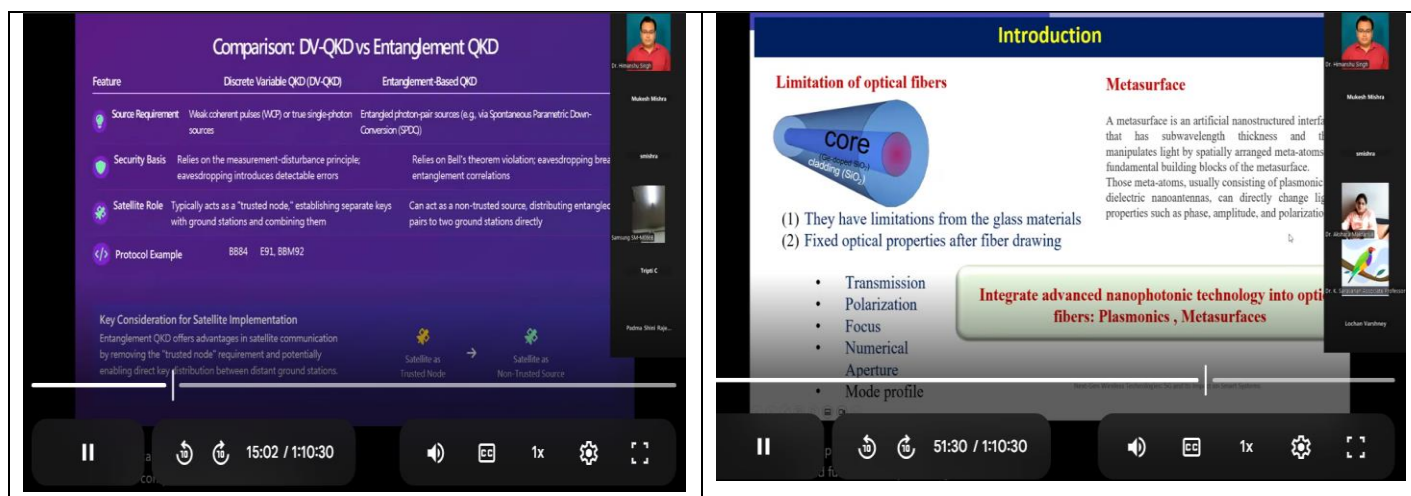 Comparison: DV-QKD vs Entanglement QKD
Feature Discrete Variable QKD (DV-QKD) Entanglement-Based QKD
Source Requirement Weak coherent pulses (WCP) or true single-photon Entangled photon-pair sources (e.g., via Spontaneous Parametric Down-
sources Conversion (SPDC))
Security Basis Relies on the measurement-disturbance principle; Relies on Bell's theorem violation; eavesdropping brea
eavesdropping introduces detectable errors entanglement correlations
Satellite Role Typically acts as a "trusted node," establishing separate keys Can act as a non-trusted source, distributing entangled
with ground stations and combining them pairs to two ground stations directly
</> Protocol Example BB84 E91, BBM92
Key Consideration for Satellite Implementation
Entanglement QKD offers advantages in satellite communication
by removing the "trusted node" requirement and potentially
enabling direct key distribution between distant ground stations.
Satellite as
Trusted Node
→
Satellite as
Non-Trusted Source
Dr. Himanshu Singh
Mukesh Mishra
smishra
Tripti C
Padma Shini Raje...
10 10 15:02 / 1:10:30 CC 1x
Introduction
Limitation of optical fibers
core
(Ge-doped SiO2)
cladding (SiO2)
(1) They have limitations from the glass materials
(2) Fixed optical properties after fiber drawing
• Transmission
• Polarization
• Focus
• Numerical
Aperture
• Mode profile
Metasurface
A metasurface is an artificial nanostructured interfa
that has subwavelength thickness and th
manipulates light by spatially arranged meta-atoms
fundamental building blocks of the metasurface.
Those meta-atoms, usually consisting of plasmonic
dielectric nanoantennas, can directly change lig
properties such as phase, amplitude, and polarizatio
Integrate advanced nanophotonic technology into optic
fibers: Plasmonics , Metasurfaces
Dr. Himanshu Singh
Mukesh Mishra
smishra
Lochan Varshney
10 10 51:30 / 1:10:30 CC 1x